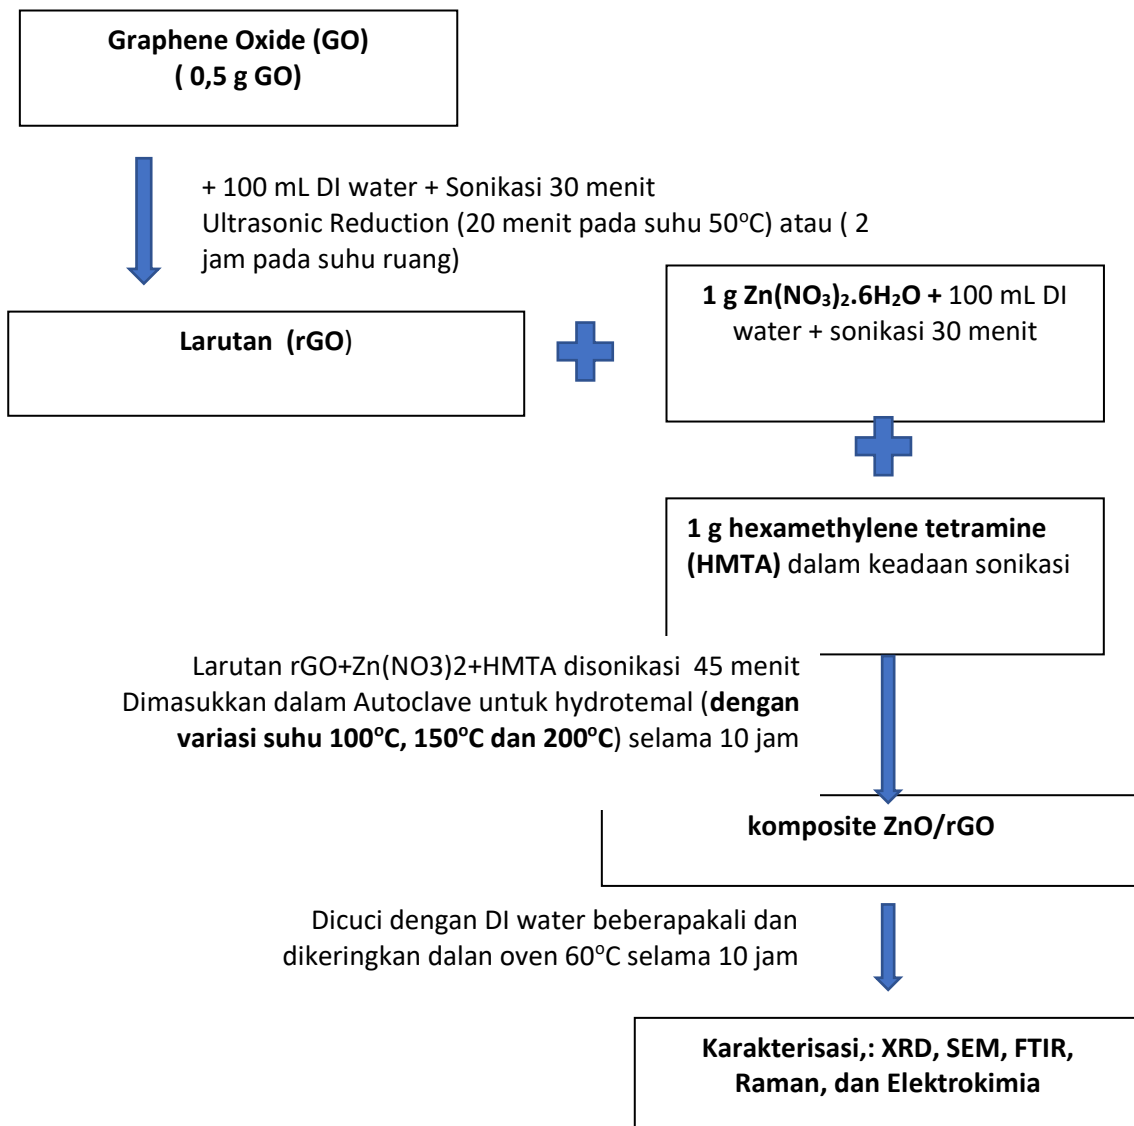 Graphene Oxide (GO)
( 0,5 g GO)
+ 100 mL DI water + Sonikasi 30 menit
Ultrasonic Reduction (20 menit pada suhu 50°C) atau ( 2
jam pada suhu ruang)
Larutan (rGO)
1 g Zn(NO₃)₂.6H₂O + 100 mL DI
water + sonikasi 30 menit
1 g hexamethylene tetramine
(HMTA) dalam keadaan sonikasi
Larutan rGO+Zn(NO3)2+HMTA disonikasi 45 menit
Dimasukkan dalam Autoclave untuk hydrotemal (dengan
variasi suhu 100°C, 150°C dan 200°C) selama 10 jam
komposite ZnO/rGO
Dicuci dengan DI water beberapakali dan
dikeringkan dalan oven 60°C selama 10 jam
Karakterisasi,: XRD, SEM, FTIR,
Raman, dan Elektrokimia